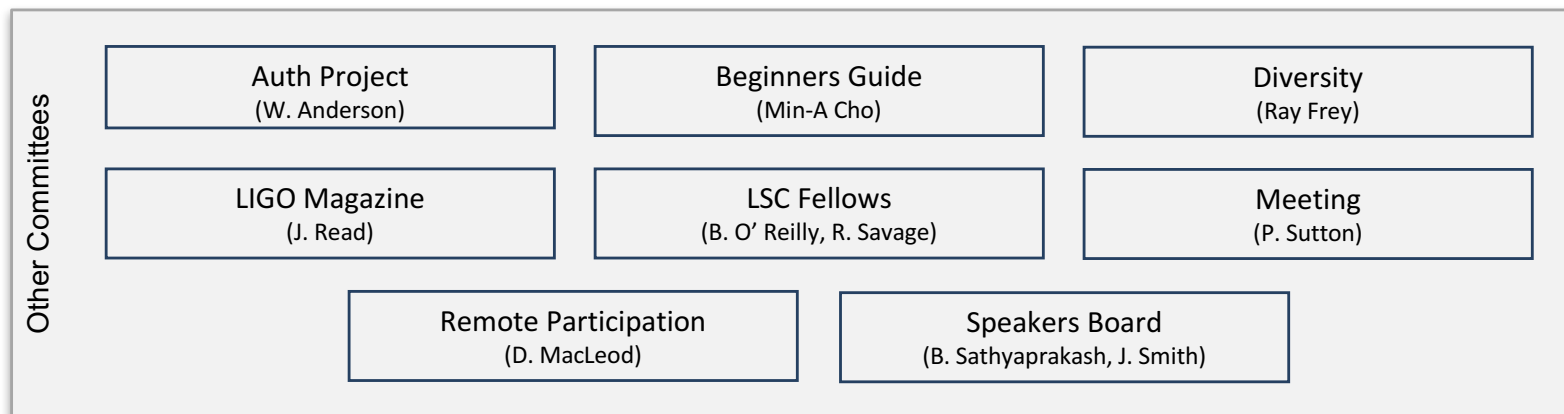 Other Committees
Auth Project
(W. Anderson)
Beginners Guide
(Min-A Cho)
Diversity
(Ray Frey)
LIGO Magazine
(J. Read)
LSC Fellows
(B. O' Reilly, R. Savage)
Meeting
(P. Sutton)
Remote Participation
(D. MacLeod)
Speakers Board
(B. Sathyaprakash, J. Smith)